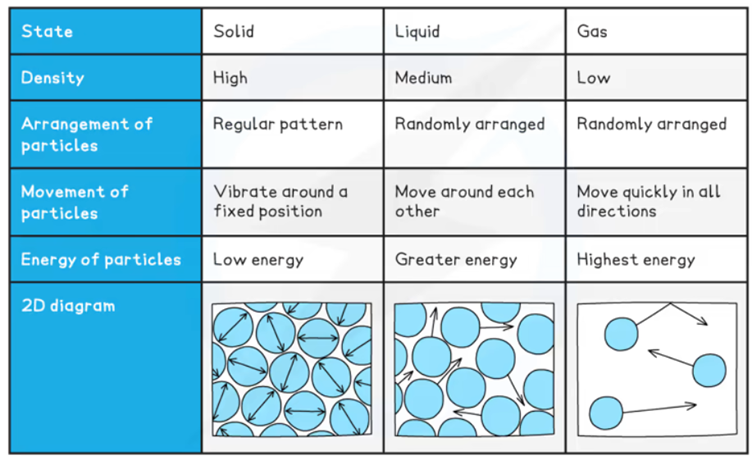 State Solid Liquid Gas
Density High Medium Low
Arrangement of Regular pattern Randomly arranged Randomly arranged
particles
Movement of Vibrate around a Move around each Move quickly in all
particles fixed position other directions
Energy of particles Low energy Greater energy Highest energy
2D diagram